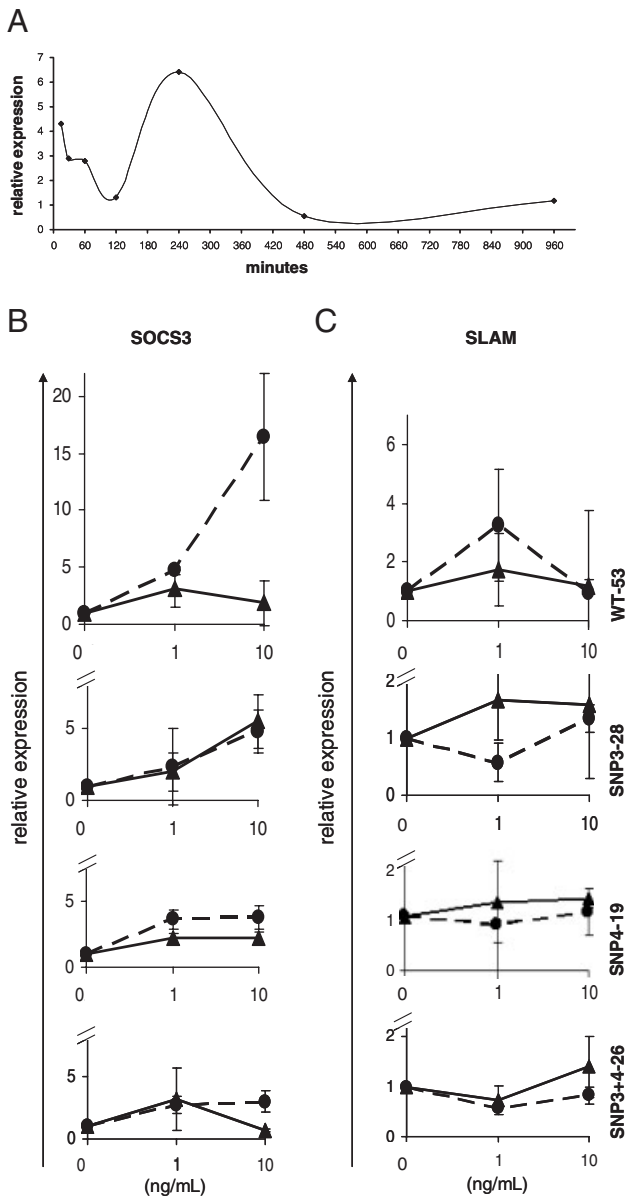 A
relative expression
7
6
5
4
3
2
1
0
0 60 120 180 240 300 360 420 480 540 600 660 720 780 840 900 960
minutes
B
SOCS3
relative expression
20
15
10
5
0
0 1 10
5
0
0 1 10
5
0
0 1 10
5
0
0 1 10
(ng/mL)
C
SLAM
relative expression
6
4
2
0
0 1 10
WT-53
2
1
0
0 1 10
SNP3-28
2
1
0
0 1 10
SNP4-19
2
1
0
0 1 10
SNP3+4-26
(ng/mL)